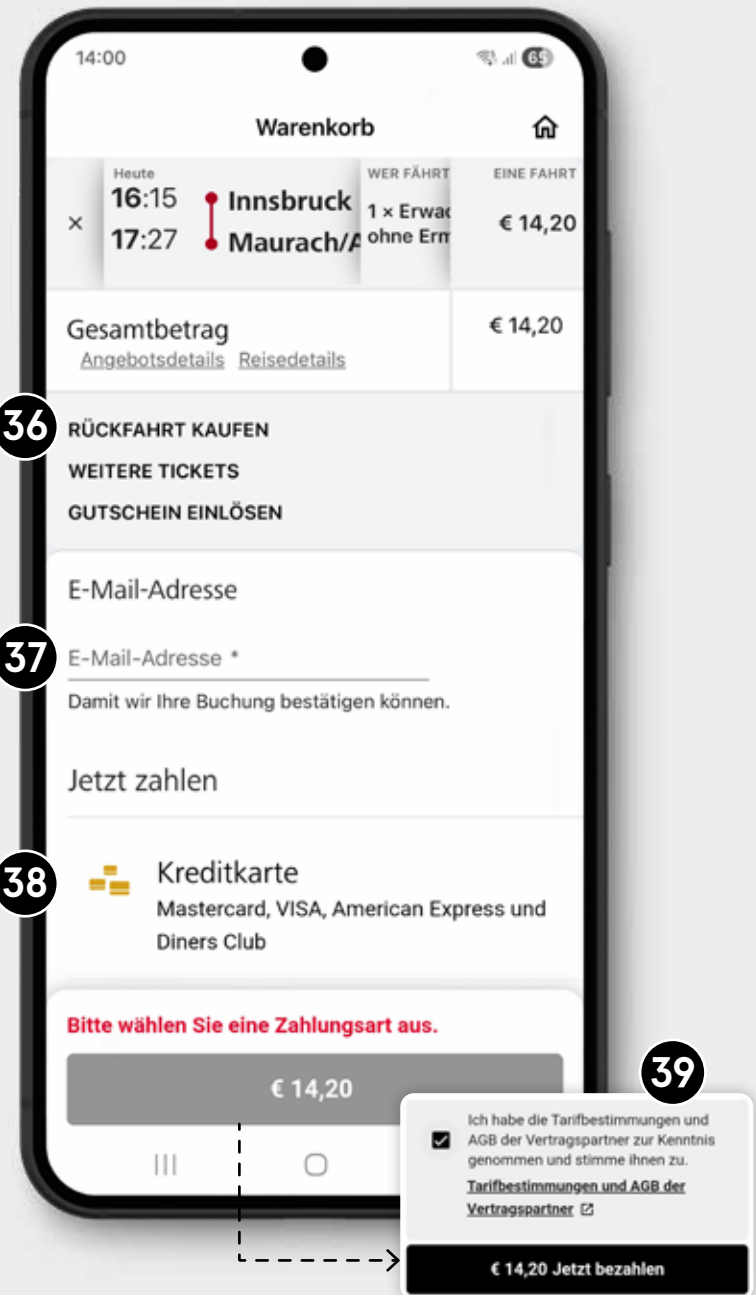 14:00
65
Warenkorb
Heute
WER FÄHRT
EINE FAHRT
16:15 Innsbruck
1 × Erwac
× € 14,20
17:27 Maurach/A
ohne Erm
Gesamtbetrag € 14,20
Angebotsdetails Reisedetails
36 RÜCKFAHRT KAUFEN
WEITERE TICKETS
GUTSCHEIN EINLÖSEN
E-Mail-Adresse
37 E-Mail-Adresse *
Damit wir Ihre Buchung bestätigen können.
Jetzt zahlen
38 Kreditkarte
Mastercard, VISA, American Express und
Diners Club
Bitte wählen Sie eine Zahlungsart aus.
€ 14,20
39
Ich habe die Tarifbestimmungen und
AGB der Vertragspartner zur Kenntnis
genommen und stimme ihnen zu.
Tarifbestimmungen und AGB der
Vertragspartner
€ 14,20 Jetzt bezahlen